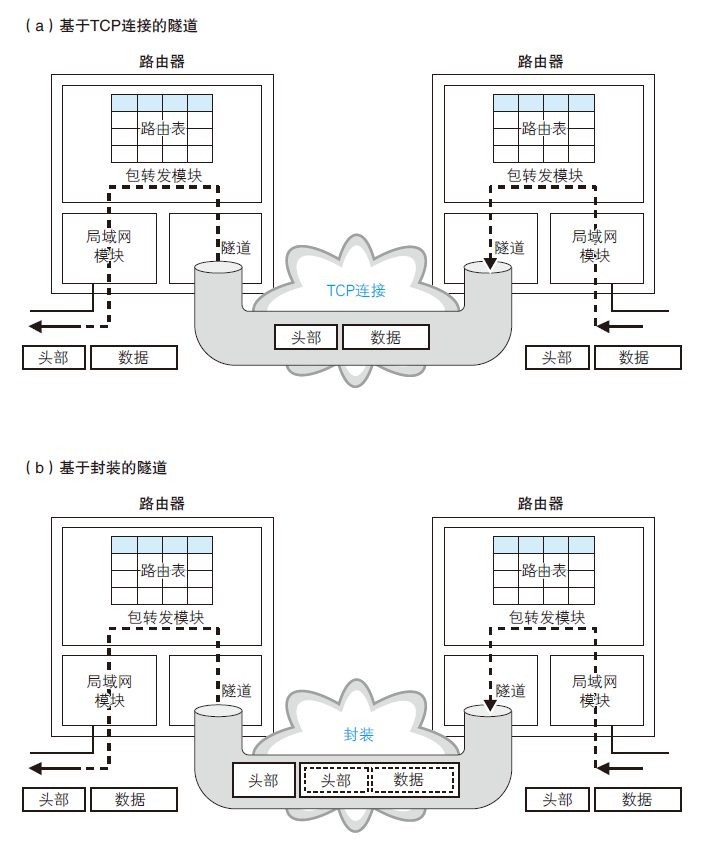 （a）基于TCP连接的隧道
路由器
路由器
路由表
路由表
包转发模块
包转发模块
局域网
模块
隧道
隧道
局域网
模块
TCP连接
头部
数据
头部
数据
头部
数据
（b）基于封装的隧道
路由器
路由器
路由表
路由表
包转发模块
包转发模块
局域网
模块
隧道
隧道
局域网
模块
封装
头部
头部
数据
头部
数据
头部
数据